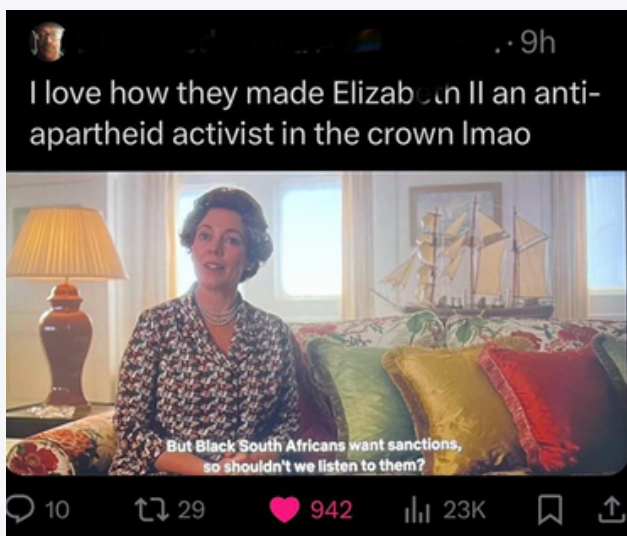 9h
I love how they made Elizabeth II an anti-
apartheid activist in the crown lmao
But Black South Africans want sanctions,
so shouldn't we listen to them?
10 29 942 23K